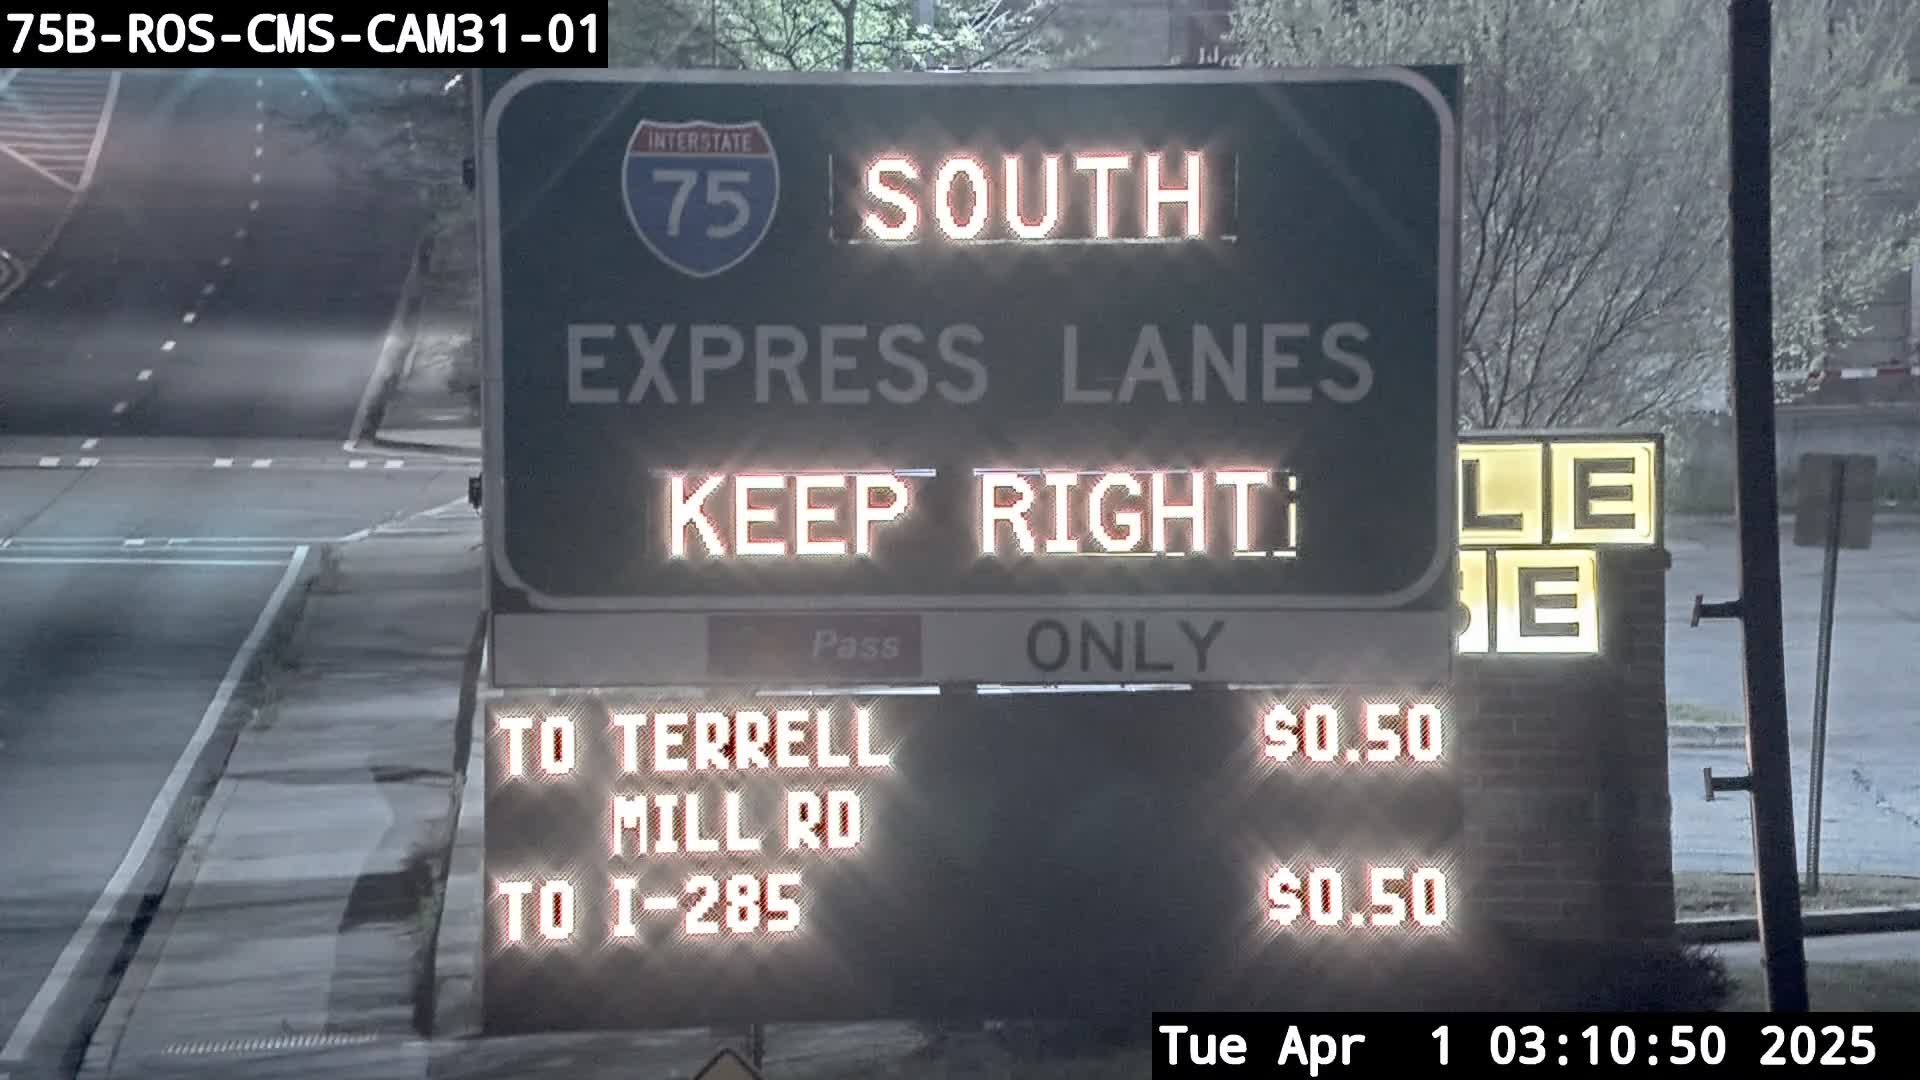 75B-ROS-CMS-CAM31-01
INTERSTATE
75
SOUTH
EXPRESS LANES
KEEP RIGHT
Pass ONLY
TO TERRELL $0.50
MILL RD
TO I-285 $0.50
LE
E
Tue Apr 1 03:10:50 2025